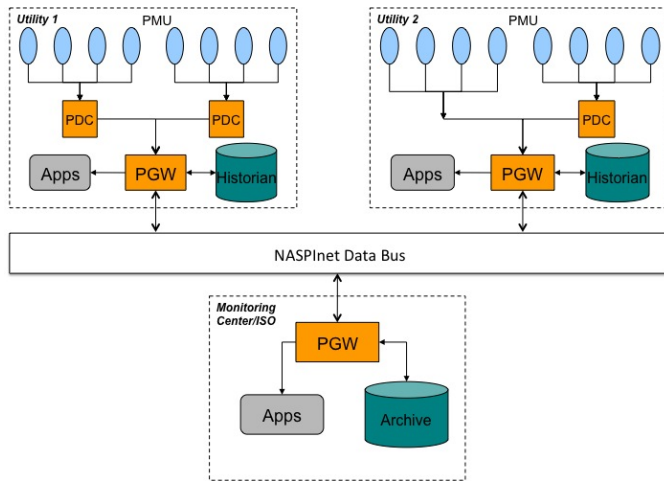 Utility 1
PMU
PDC
PDC
Apps
PGW
Historian
Utility 2
PMU
PDC
Apps
PGW
Historian
NASPInet Data Bus
Monitoring
Center/ISO
PGW
Apps
Archive